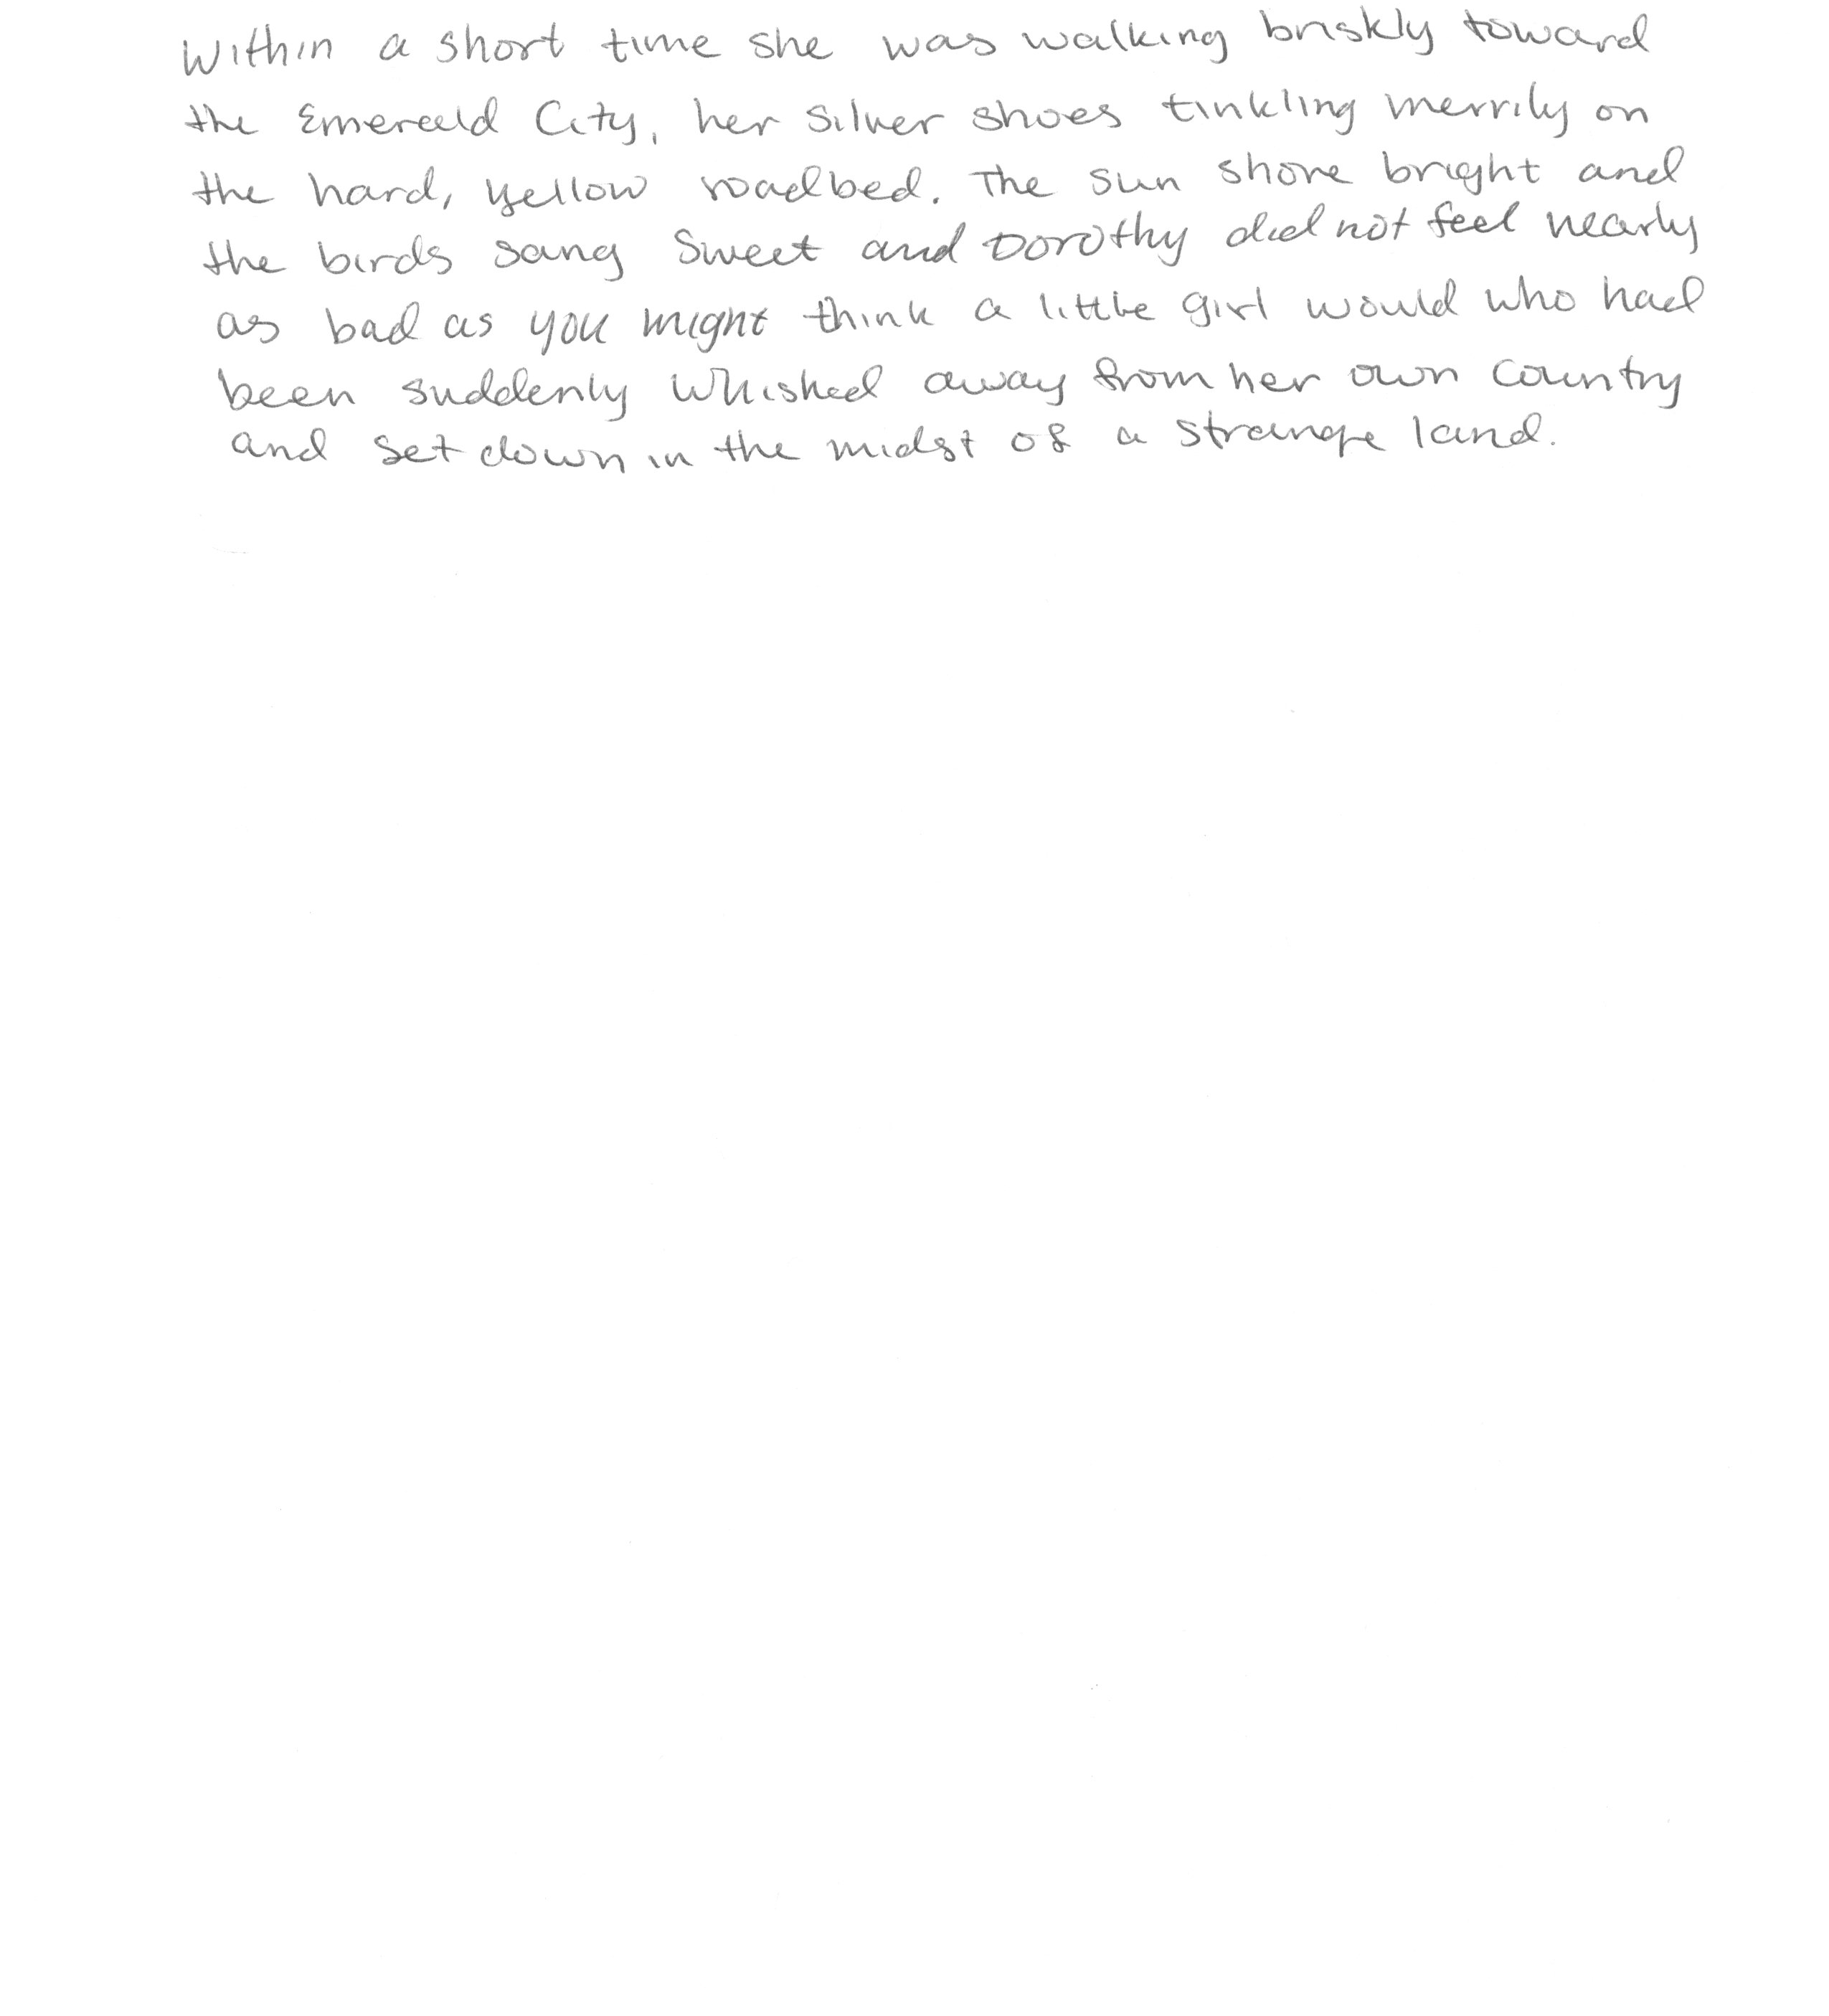 Within a short time she was walking briskly toward
the Emerald City, her Silver shoes tinkling merrily on
the hard, yellow roadbed. The sun shone bright and
the birds sang Sweet and Dorothy did not feel nearly
as bad as you might think a little girl would who had
been suddenly whisked away from her own country
and set down in the midst of a strange land.